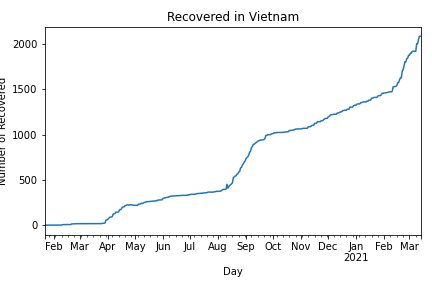 Recovered in Vietnam
2000
1500
1000
500
0
Number of Recovered
Feb Mar Apr May Jun Jul Aug Sep Oct Nov Dec Jan Feb Mar
2021
Day